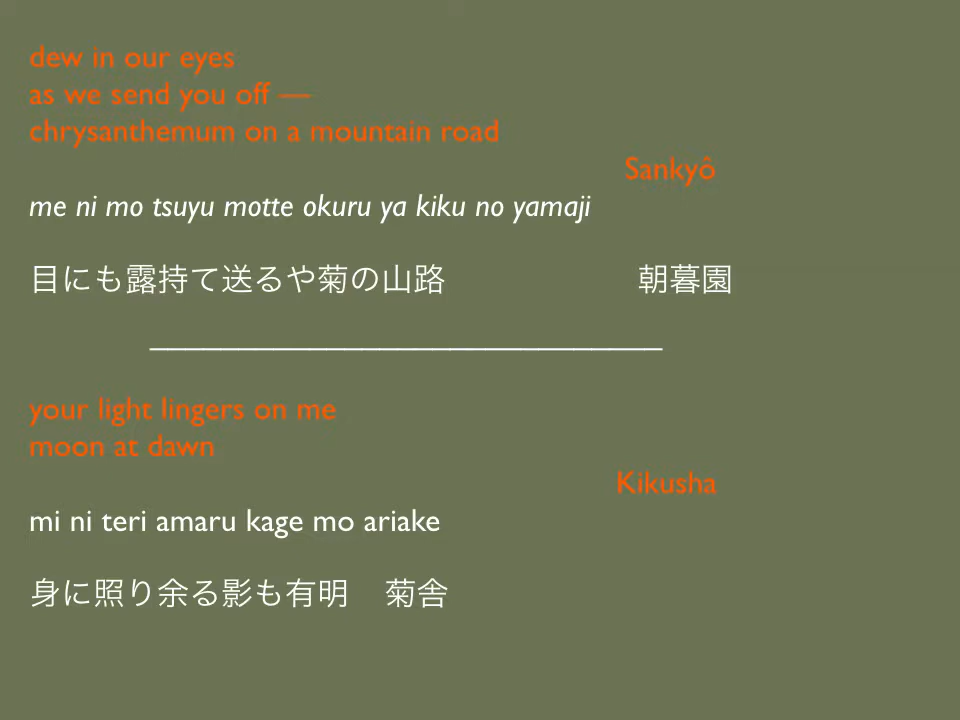 dew in our eyes
as we send you off —
chrysanthemum on a mountain road
Sankyô
me ni mo tsuyu motte okuru ya kiku no yamaji
目にも露持て送るや菊の山路 朝暮園
________________________________
your light lingers on me
moon at dawn
Kikusha
mi ni teri amaru kage mo ariake
身に照り余る影も有明 菊舎